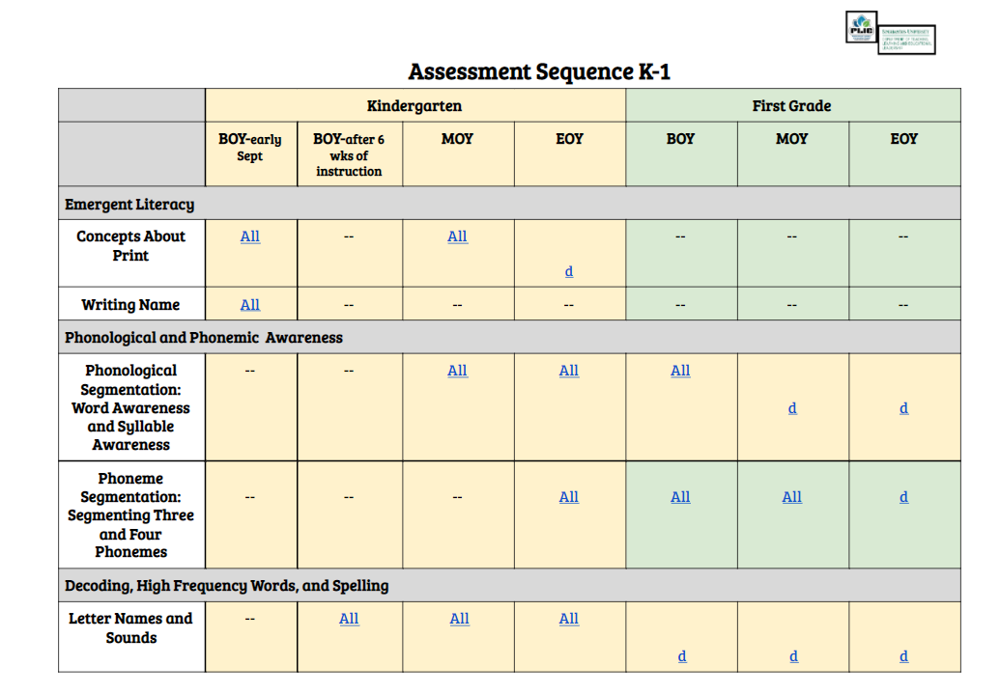 PIJC
Assessment Sequence K-1
Kindergarten First Grade
BOY-early Sept BOY-after 6 wks of instruction MOY EOY BOY MOY EOY
Emergent Literacy
Concepts About Print All -- All d -- -- --
Writing Name All -- -- -- -- -- --
Phonological and Phonemic Awareness
Phonological Segmentation: Word Awareness and Syllable Awareness -- -- All All All d d
Phoneme Segmentation: Segmenting Three and Four Phonemes -- -- -- All All All d
Decoding, High Frequency Words, and Spelling
Letter Names and Sounds -- All All All d d d